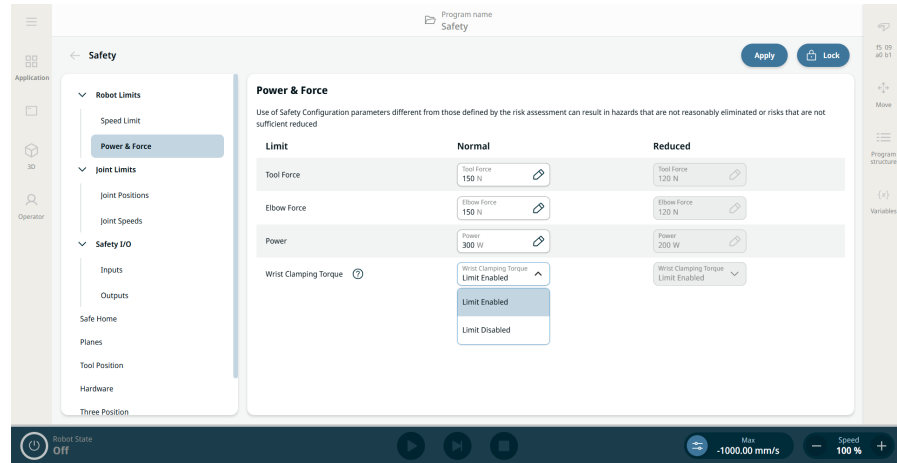 Program name
Safety
Application
3D
Operator
Safety
Apply
Lock
Robot Limits
Speed Limit
Power & Force
Joint Limits
Joint Positions
Joint Speeds
Safety I/O
Inputs
Outputs
Safe Home
Planes
Tool Position
Hardware
Three Position
Power & Force
Use of Safety Configuration parameters different from those defined by the risk assessment can result in hazards that are not reasonably eliminated or risks that are not
sufficient reduced
Limit Normal Reduced
Tool Force
Tool Force
150 N
Tool Force
120 N
Elbow Force
Elbow Force
150 N
Elbow Force
120 N
Power
Power
300 W
Power
200 W
Wrist Clamping Torque ?
Wrist Clamping Torque
Limit Enabled
Wrist Clamping Torque
Limit Enabled
Limit Enabled
Limit Disabled
f5 09
a0 b1
Move
Program
structure
{x}
Variables
Robot State
Off
Max
-1000.00 mm/s
Speed
100 %